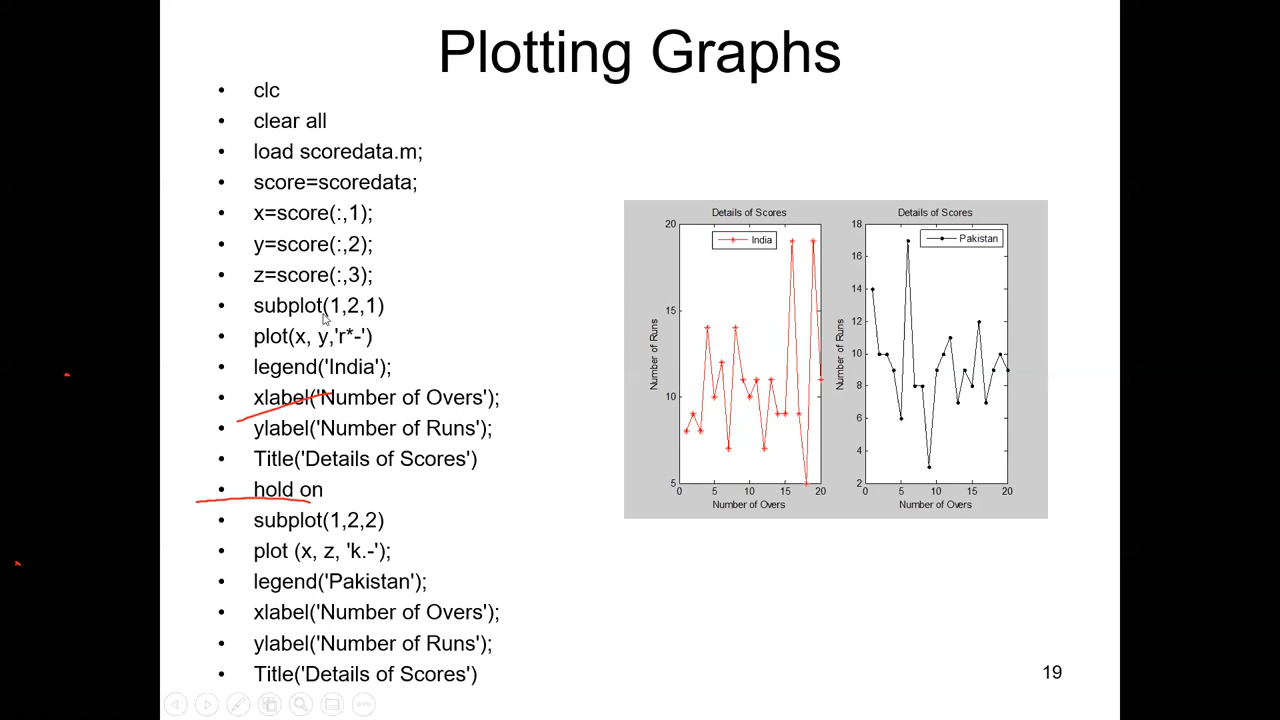 Plotting Graphs
• clc
• clear all
• load scoredata.m;
• score=scoredata;
• x=score(:,1);
• y=score(:,2);
• z=score(:,3);
• subplot(1,2,1)
• plot(x, y,'r*-')
• legend('India');
• xlabel('Number of Overs');
• ylabel('Number of Runs');
• Title('Details of Scores')
• hold on
• subplot(1,2,2)
• plot (x, z, 'k.-');
• legend('Pakistan');
• xlabel('Number of Overs');
• ylabel('Number of Runs');
• Title('Details of Scores')
Details of Scores
India
Number of Runs
20
15
10
5
0 5 10 15 20
Number of Overs
Details of Scores
Pakistan
Number of Runs
18
16
14
12
10
8
6
4
2
0 5 10 15 20
Number of Overs
19